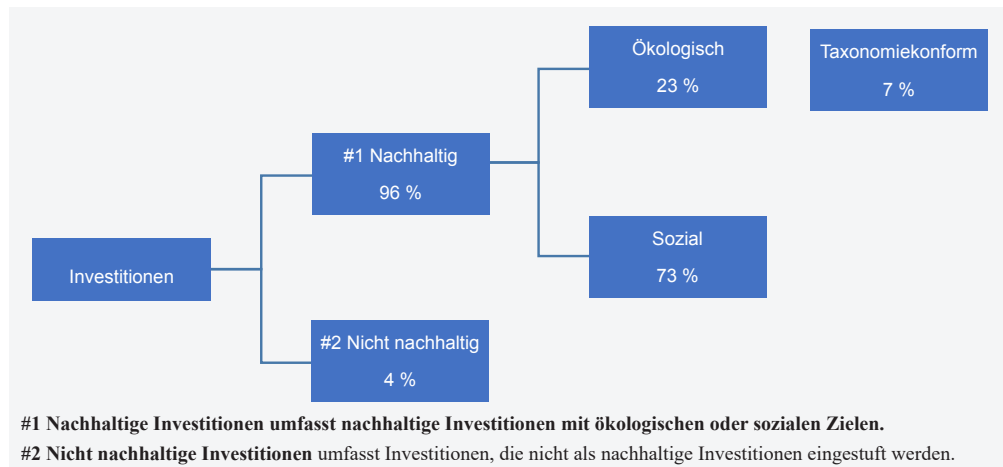 Ökologisch
23 %
Taxonomiekonform
7 %
#1 Nachhaltig
96 %
Sozial
73 %
Investitionen
#2 Nicht nachhaltig
4 %
#1 Nachhaltige Investitionen umfasst nachhaltige Investitionen mit ökologischen oder sozialen Zielen.
#2 Nicht nachhaltige Investitionen umfasst Investitionen, die nicht als nachhaltige Investitionen eingestuft werden.